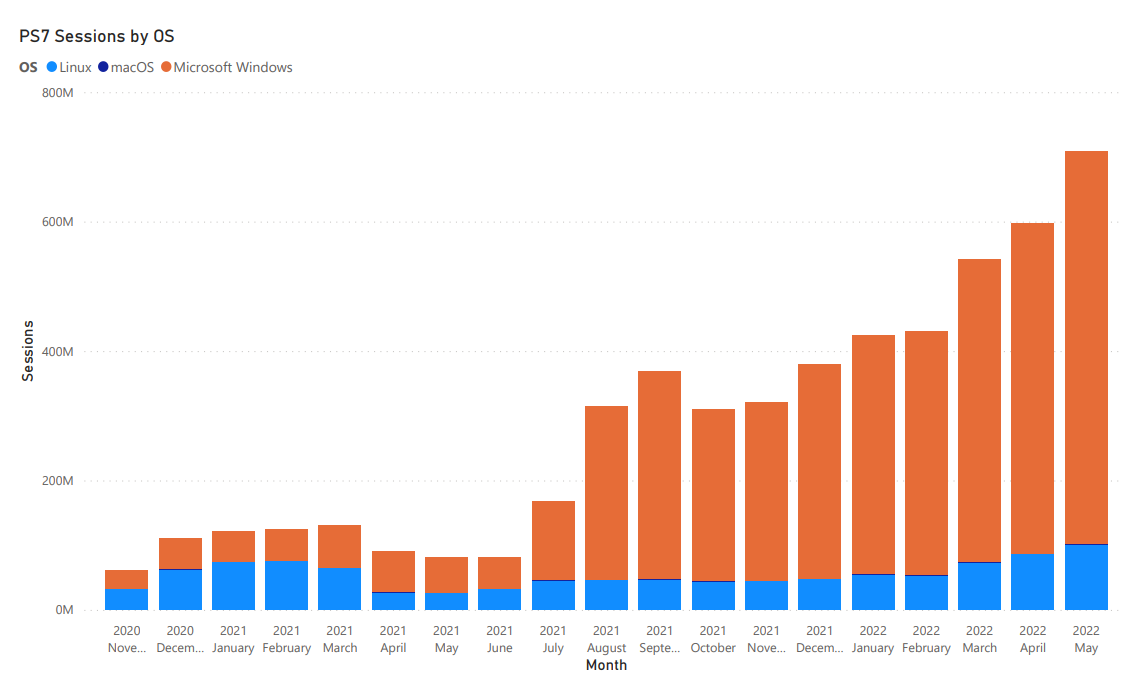 PS7 Sessions by OS
OS Linux macOS Microsoft Windows
800M
600M
400M
200M
0M
Sessions
2020 2020 2021 2021 2021 2021 2021 2021 2021 2021 2021 2021 2021 2021 2022 2022 2022 2022 2022
Nove... Decem... January February March April May June July August Septe... October Nove... Decem... January February March April May
Month